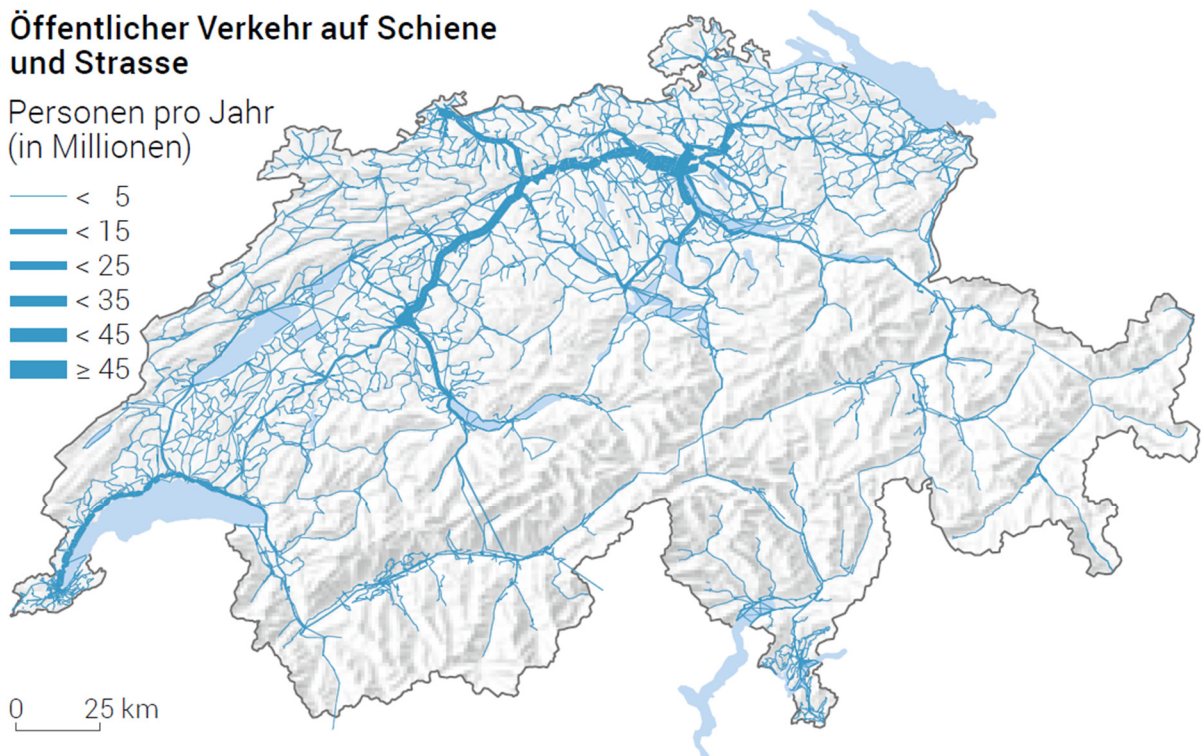 Öffentlicher Verkehr auf Schiene
und Strasse
Personen pro Jahr
(in Millionen)
< 5
< 15
< 25
< 35
< 45
≥ 45
0 25 km